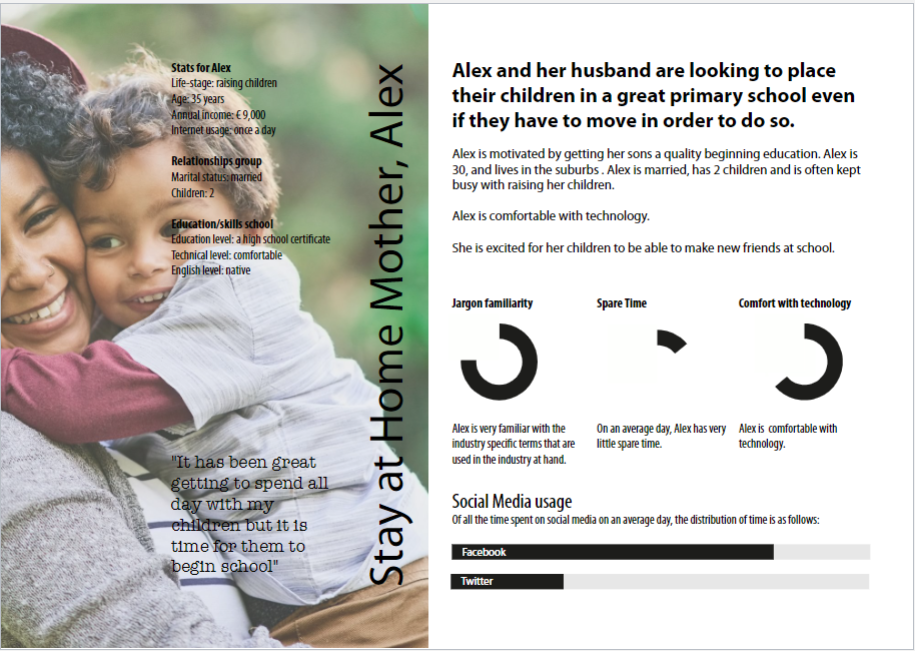 Stats for Alex
Life-stage: raising children
Age: 35 years
Annual income: €9,000
Internet usage: once a day
Relationships group
Marital status: married
Children: 2
Education/skills school
Education level: a high school certificate
Technical level: comfortable
English level: native
"It has been great
getting to spend all
day with my
children but it is
time for them to
begin school"
Stay at Home Mother, Alex
Alex and her husband are looking to place
their children in a great primary school even
if they have to move in order to do so.
Alex is motivated by getting her sons a quality beginning education. Alex is
30, and lives in the suburbs . Alex is married, has 2 children and is often kept
busy with raising her children.
Alex is comfortable with technology.
She is excited for her children to be able to make new friends at school.
Jargon familiarity
Alex is very familiar with the
industry specific terms that are
used in the industry at hand.
Spare Time
On an average day, Alex has very
little spare time.
Comfort with technology
Alex is comfortable with
technology.
Social Media usage
Of all the time spent on social media on an average day, the distribution of time is as follows:
Facebook
Twitter